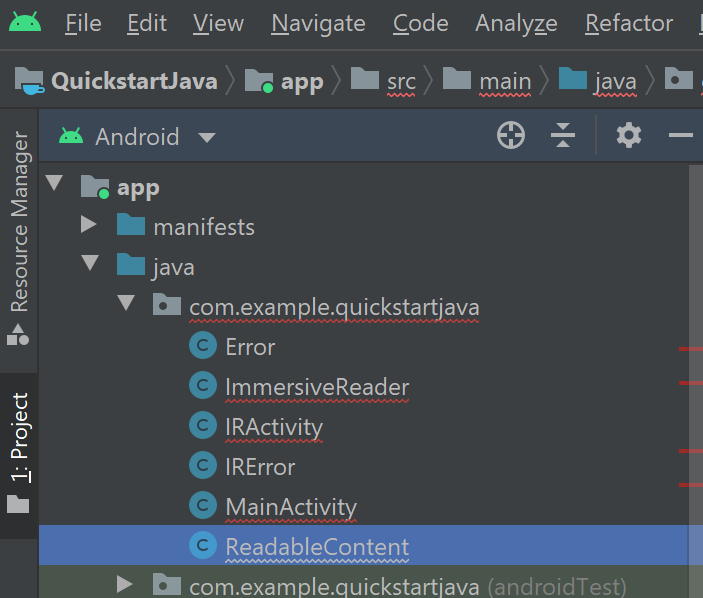 File Edit View Navigate Code Analyze Refactor
QuickstartJava app src main java
Resource Manager
1: Project
Android
app
manifests
java
com.example.quickstartjava
Error
ImmersiveReader
IRActivity
IRError
MainActivity
ReadableContent
com.example.quickstartjava (androidTest)